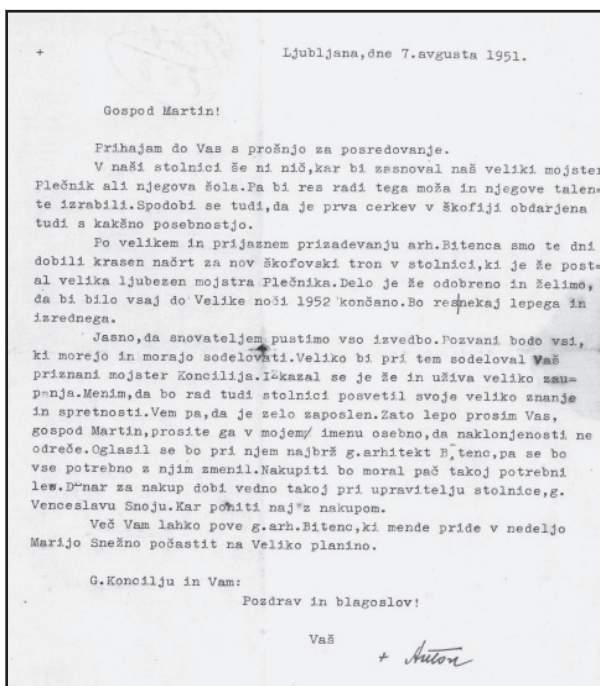 + Ljubljana,dne 7.avgusta 1951.
Gospod Martin!
Prihajam do Vas s prošnjo za posredovanje.
V naši stolnici še ni nič,kar bi zasnoval naš veliki mojster
Plečnik ali njegova šola.Pa bi res radi tega moža in njegove talen=
te izrabili.Spodobi se tudi,da je prva cerkev v škofiji obdarjena
tudi s kakšno posebnostjo.
Po velikem in prijaznem prizadevanju arh.Bitenca smo te dni
dobili krasen načrt za nov škofovski tron v stolnici,ki je že post=
al velika ljubezen mojstra Plečnika.Delo je že odobreno in želimo,
da bi bilo vsaj do Velike noči 1952 končano.Bo res nekaj lepega in
izrednega.
Jasno,da snovateljem pustimo vso izvedbo.Pozvani bodo vsi,
ki morejo in morajo sodelovati.Veliko bi pri tem sodeloval Vaš
priznani mojster Koncilija.Izkazal se je že in uživa veliko zau=
panja.Menim,da bo rad tudi stolnici posvetil svoje veliko znanje
in spretnosti.Vem pa,da je zelo zaposlen.Zato lepo prosim Vas,
gospod Martin,prosite ga v mojem imenu osebno,da naklonjenosti ne
odreče.Oglasil se bo pri njem najbrž g.arhitekt Bitenc,pa se bo
vse potrebno z njim zmenil.Nakupiti bo moral pač takoj potrebni
les.Denar za nakup dobi vedno takoj pri upravitelju stolnice,g.
Venceslavu Snoju.Kar pohiti naj z nakupom.
Več Vam lahko pove g.arh.Bitenc,ki mende pride v nedeljo
Marijo Snežno počastit na Veliko planino.
G.Koncilju in Vam:
Pozdrav in blagoslov!
Vaš
+ Anton